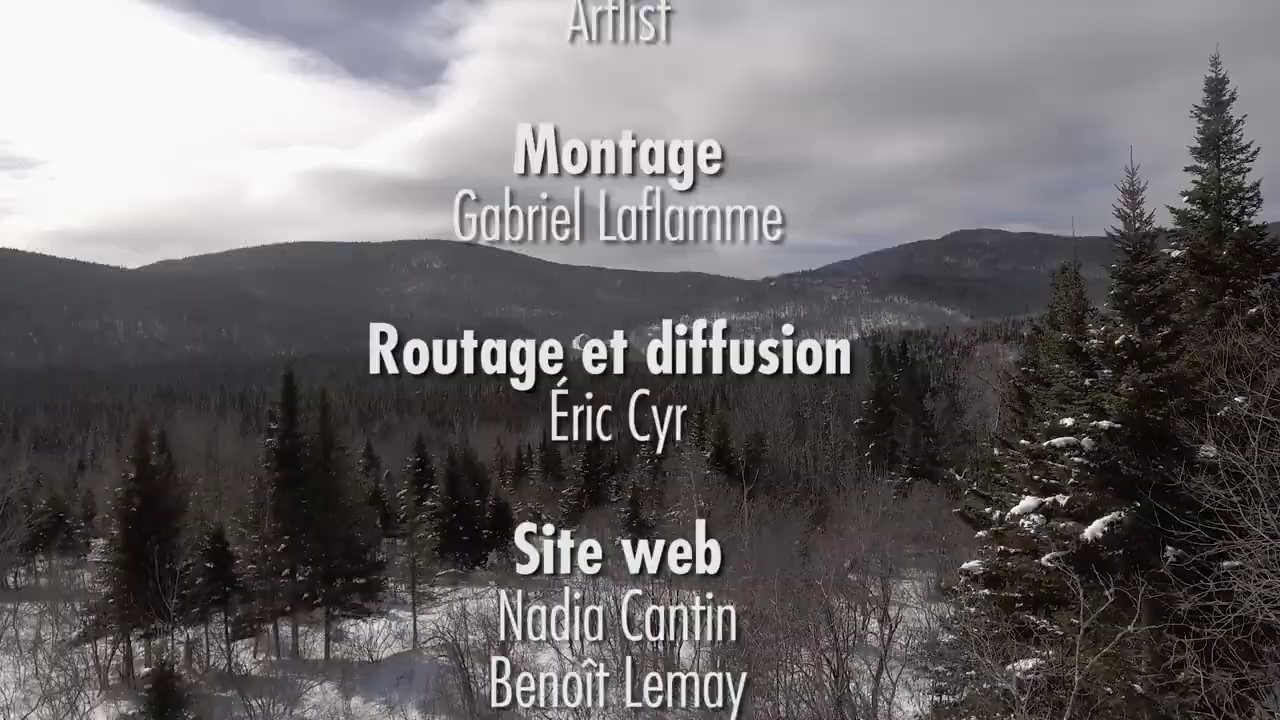 Artlist
Montage
Gabriel Laflamme
Routage et diffusion
Éric Cyr
Site web
Nadia Cantin
Benoît Lemay